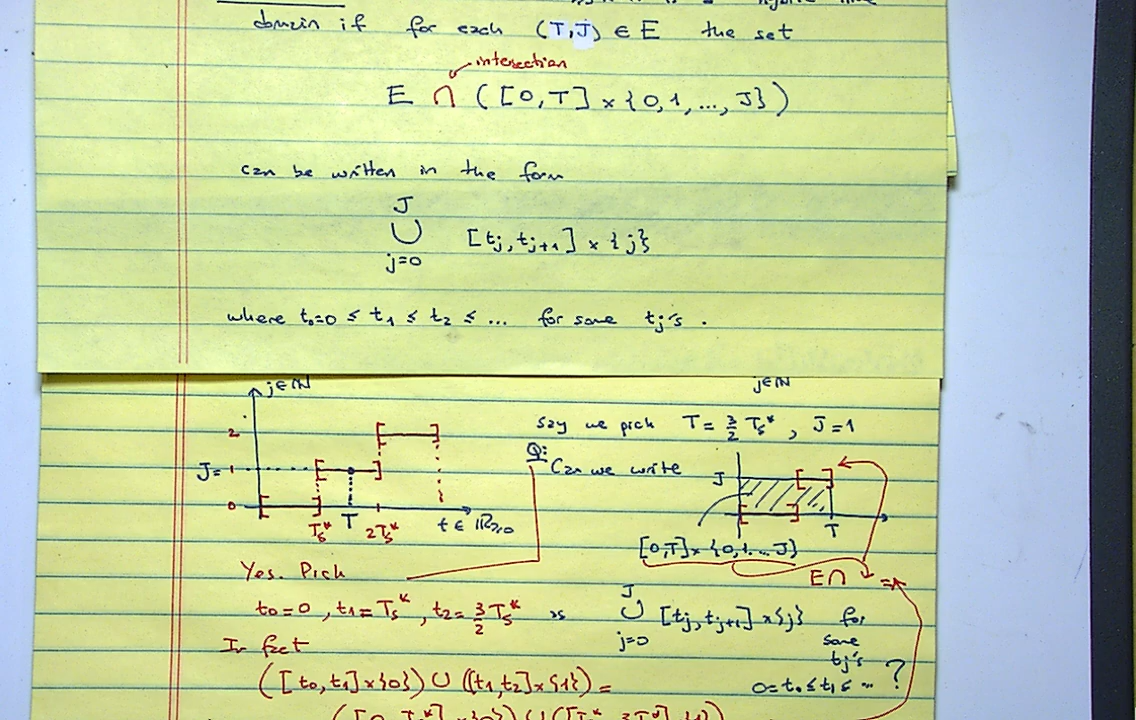 domain if for each (T,J) ∈ E the set
intersection
E ∩ ([0,T] × {0,1,...,J})
can be written in the form
J
∪ [tj, tj+1] × {j}
j=0
where t0=0 ≤ t1 ≤ t2 ≤ ... for some tj's .
j∈ℕ
2
J= 1
0
Ts* T 2Ts* t ∈ ℝ≥0
j∈ℕ
say we pick T = 3/2 Ts* , J=1
Q: Can we write
J
T
[0,T]×{0,1...J}
E∩ =
J
∪ [tj, tj+1]×{j} for
j=0 some
tj's
0=t0≤t1≤ ... ?
Yes. Pick
t0=0 , t1=Ts* , t2= 3/2 Ts* as
In fact
([t0,t1]×{0}) ∪ ([t1,t2]×{1}) =